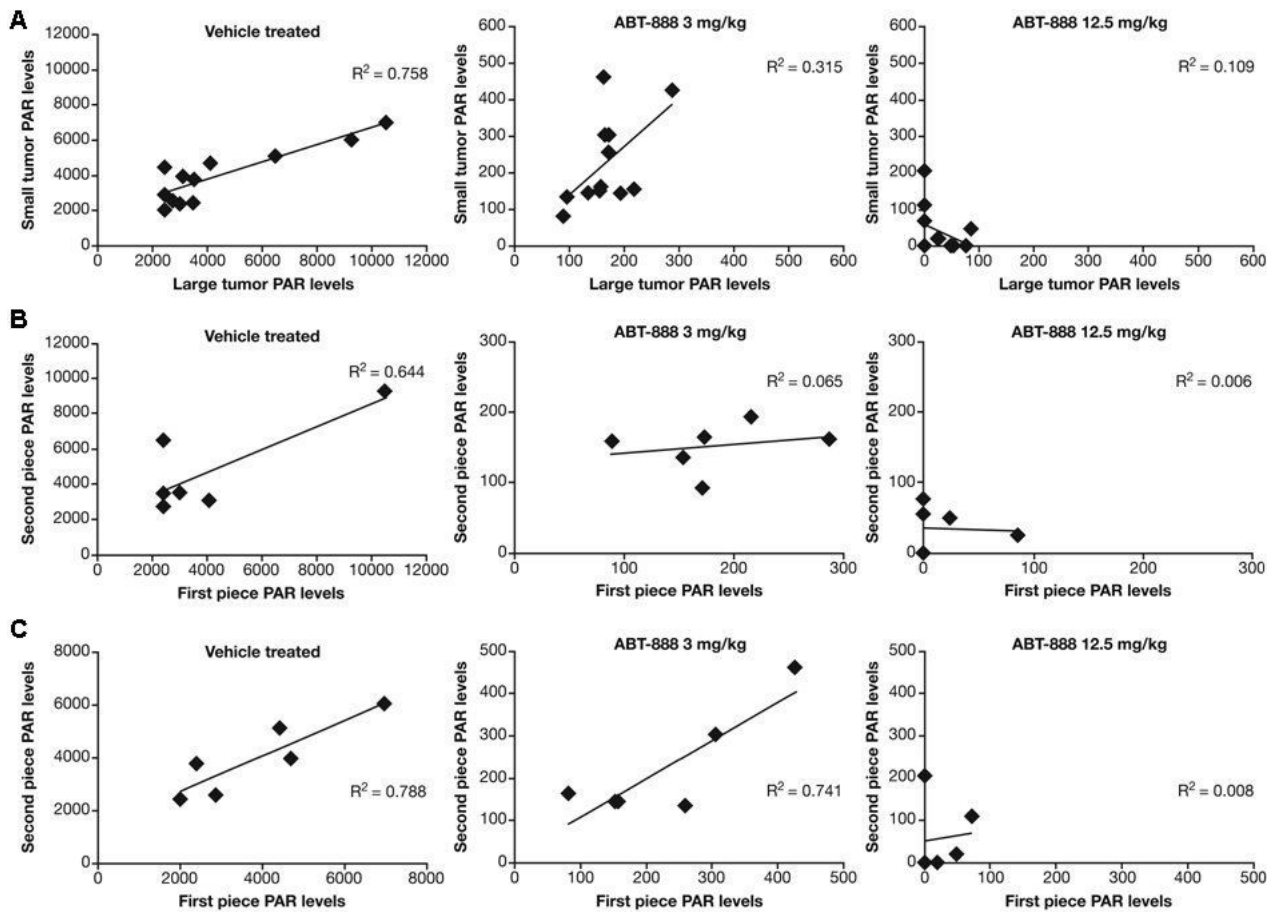 A
Vehicle treated
R² = 0.758
Small tumor PAR levels
12000
10000
8000
6000
4000
2000
0
0 2000 4000 6000 8000 10000 12000
Large tumor PAR levels
ABT-888 3 mg/kg
R² = 0.315
Small tumor PAR levels
600
500
400
300
200
100
0
0 100 200 300 400 500 600
Large tumor PAR levels
ABT-888 12.5 mg/kg
R² = 0.109
Small tumor PAR levels
600
500
400
300
200
100
0
0 100 200 300 400 500 600
Large tumor PAR levels
B
Vehicle treated
R² = 0.644
Second piece PAR levels
12000
10000
8000
6000
4000
2000
0
0 2000 4000 6000 8000 10000 12000
First piece PAR levels
ABT-888 3 mg/kg
R² = 0.065
Second piece PAR levels
300
200
100
0
0 100 200 300
First piece PAR levels
ABT-888 12.5 mg/kg
R² = 0.006
Second piece PAR levels
300
200
100
0
0 100 200 300
First piece PAR levels
C
Vehicle treated
R² = 0.788
Second piece PAR levels
8000
6000
4000
2000
0
0 2000 4000 6000 8000
First piece PAR levels
ABT-888 3 mg/kg
R² = 0.741
Second piece PAR levels
500
400
300
200
100
0
0 100 200 300 400 500
First piece PAR levels
ABT-888 12.5 mg/kg
R² = 0.008
Second piece PAR levels
500
400
300
200
100
0
0 100 200 300 400 500
First piece PAR levels